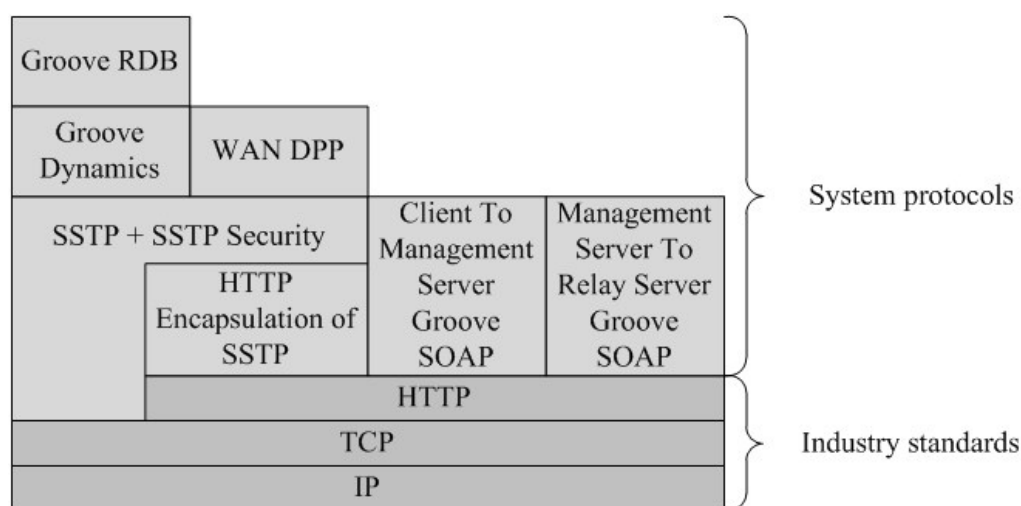 Groove RDB
Groove
Dynamics
WAN DPP
SSTP + SSTP Security
HTTP
Encapsulation of
SSTP
Client To
Management
Server
Groove
SOAP
Management
Server To
Relay Server
Groove
SOAP
HTTP
TCP
IP
System protocols
Industry standards